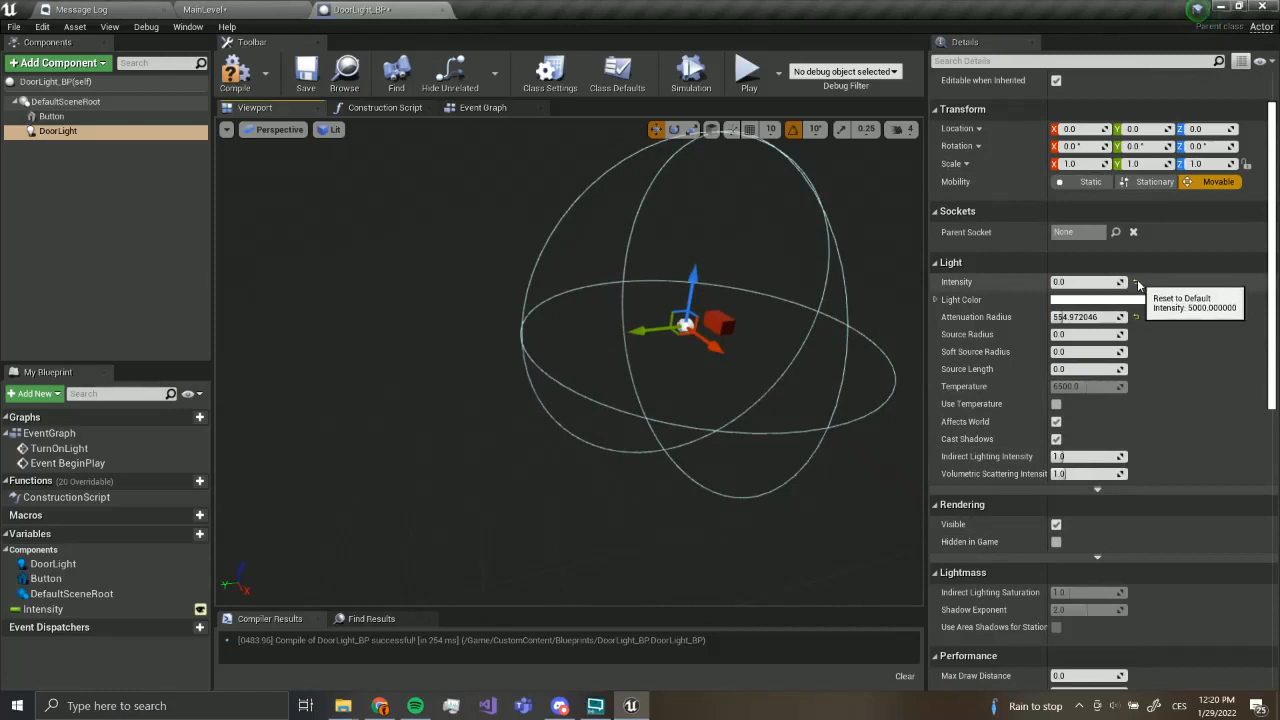 Message Log
MainLevel*
DoorLight_BP*
File Edit Asset View Debug Window Help
Parent class: Actor
Components
Toolbar
Details
+ Add Component
Search
Search Details
DoorLight_BP(self)
DefaultSceneRoot
Button
DoorLight
Compile
Save
Browse
Find
Hide Unrelated
Class Settings
Class Defaults
Simulation
Play
No debug object selected
Debug Filter
Viewport
Construction Script
Event Graph
Perspective
Lit
10
10°
0.25
4
Editable when Inherited
Transform
Location X 0.0 Y 0.0 Z 0.0
Rotation X 0.0 ° Y 0.0 ° Z 0.0 °
Scale X 1.0 Y 1.0 Z 1.0
Mobility Static Stationary Movable
Sockets
Parent Socket None
Light
Intensity 0.0
Reset to Default
Intensity: 5000.000000
Light Color
Attenuation Radius 554.972046
Source Radius 0.0
Soft Source Radius 0.0
Source Length 0.0
Temperature 6500.0
Use Temperature
Affects World
Cast Shadows
Indirect Lighting Intensity 1.0
Volumetric Scattering Intensit 1.0
Rendering
Visible
Hidden in Game
Lightmass
Indirect Lighting Saturation 1.0
Shadow Exponent 2.0
Use Area Shadows for Station
Performance
Max Draw Distance 0.0
My Blueprint
+ Add New
Search
Graphs
EventGraph
TurnOnLight
Event BeginPlay
Functions (20 Overridable)
ConstructionScript
Macros
Variables
Components
DoorLight
Button
DefaultSceneRoot
Intensity
Event Dispatchers
Z
Y
X
Compiler Results
Find Results
[0483.96] Compile of DoorLight_BP successful! [in 254 ms] (/Game/CustomContent/Blueprints/DoorLight_BP.DoorLight_BP)
Clear
Type here to search
Rain to stop
CES
12:20 PM
1/29/2022
25